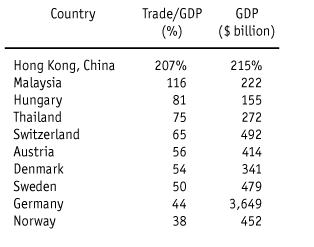 Country Trade/GDP GDP
(%) ($ billion)
Hong Kong, China 207% 215%
Malaysia 116 222
Hungary 81 155
Thailand 75 272
Switzerland 65 492
Austria 56 414
Denmark 54 341
Sweden 50 479
Germany 44 3,649
Norway 38 452